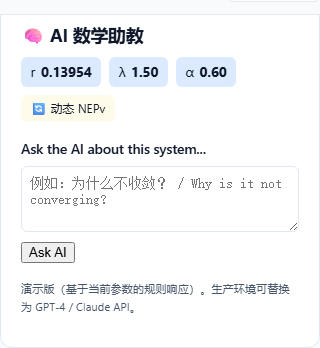 🧠 AI 数学助教
r 0.13954 λ 1.50 α 0.60
🔄 动态 NEPv
Ask the AI about this system...
例如：为什么不收敛？ / Why is it not
converging?
Ask AI
演示版（基于当前参数的规则响应）。生产环境可替换
为 GPT-4 / Claude API。